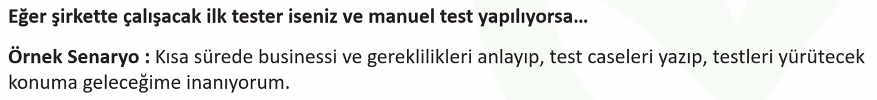 Eğer şirkette çalışacak ilk tester iseniz ve manuel test yapılıyorsa…
Örnek Senaryo : Kısa sürede businessi ve gereklilikleri anlayıp, test caseleri yazıp, testleri yürütecek
konuma geleceğime inanıyorum.